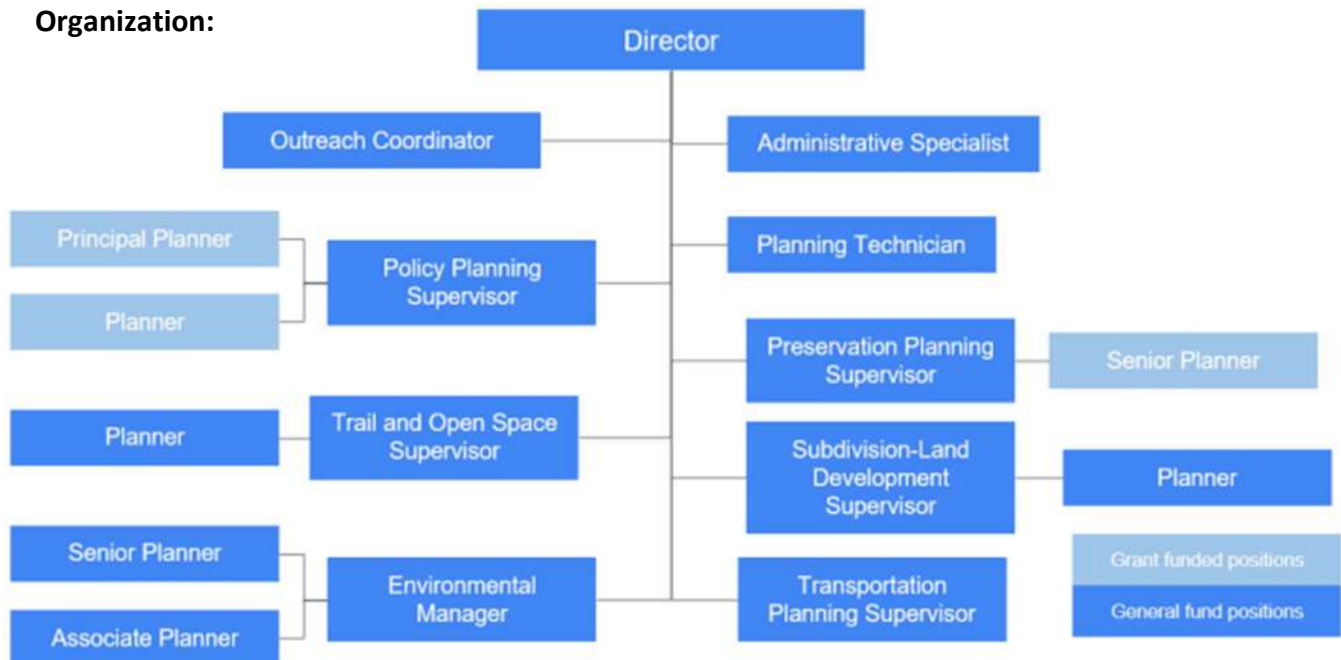 Organization:
Director
Outreach Coordinator
Administrative Specialist
Principal Planner
Planner
Policy Planning
Supervisor
Planning Technician
Preservation Planning
Supervisor
Senior Planner
Planner
Trail and Open Space
Supervisor
Subdivision-Land
Development
Supervisor
Planner
Senior Planner
Associate Planner
Environmental
Manager
Transportation
Planning Supervisor
Grant funded positions
General fund positions